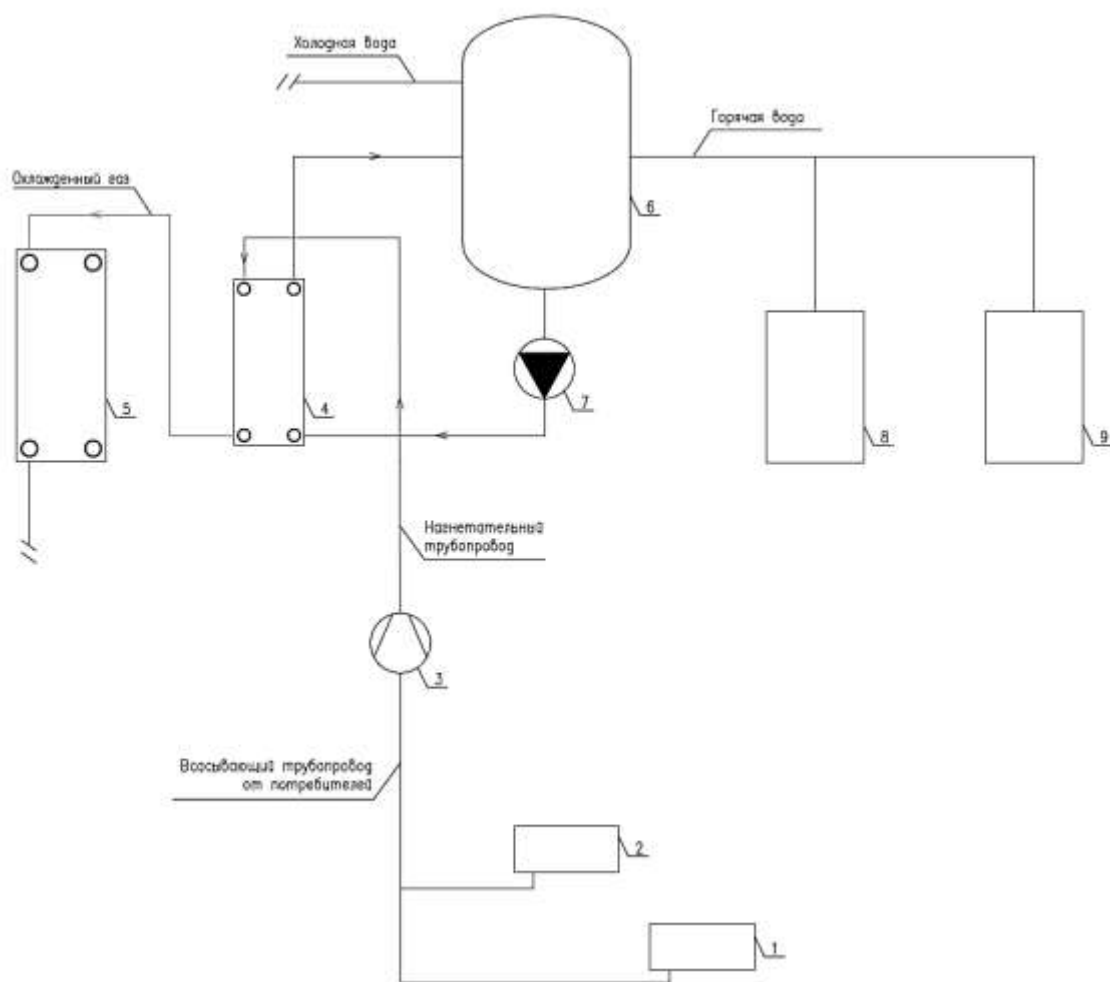 Холодная вода
Горячая вода
Охлажденный газ
6
5
4
7
8
9
Нагнетательный
трубопровод
3
Всасывающий трубопровод
от потребителей
2
1